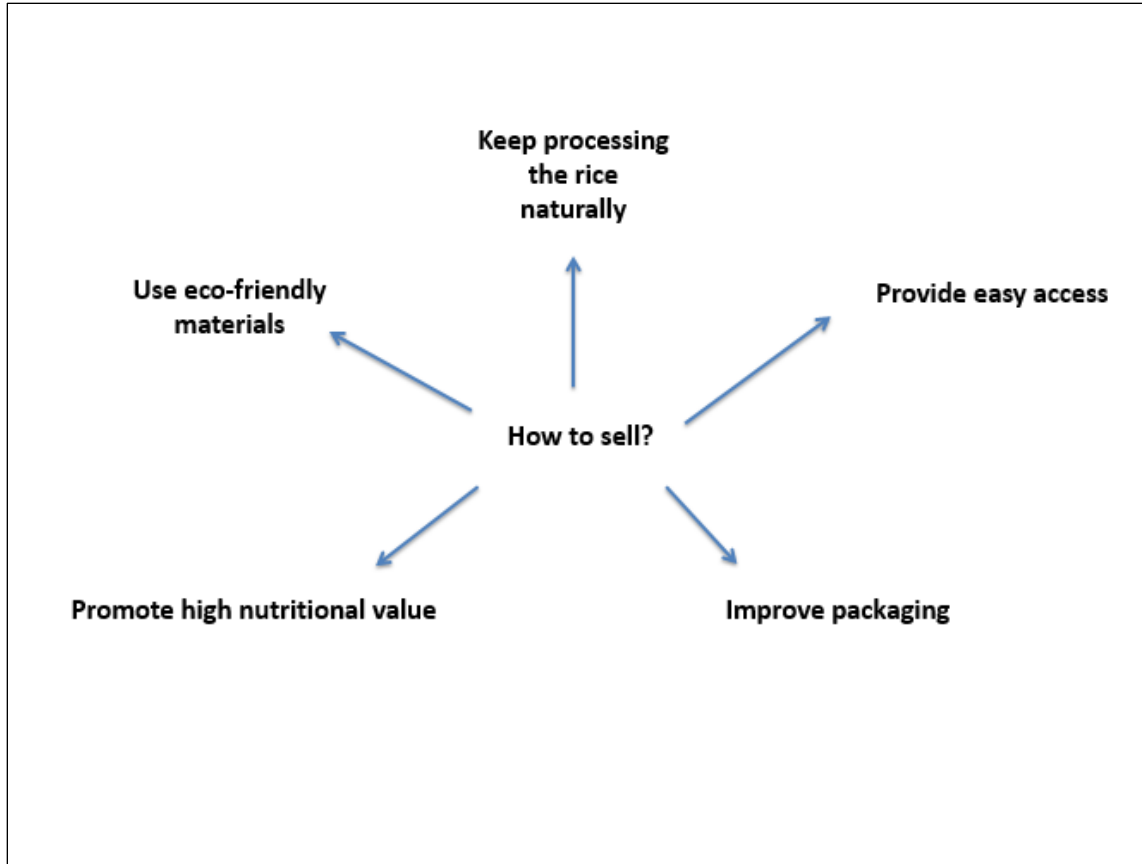 Keep processing
the rice
naturally
Use eco-friendly
materials
Provide easy access
How to sell?
Promote high nutritional value
Improve packaging